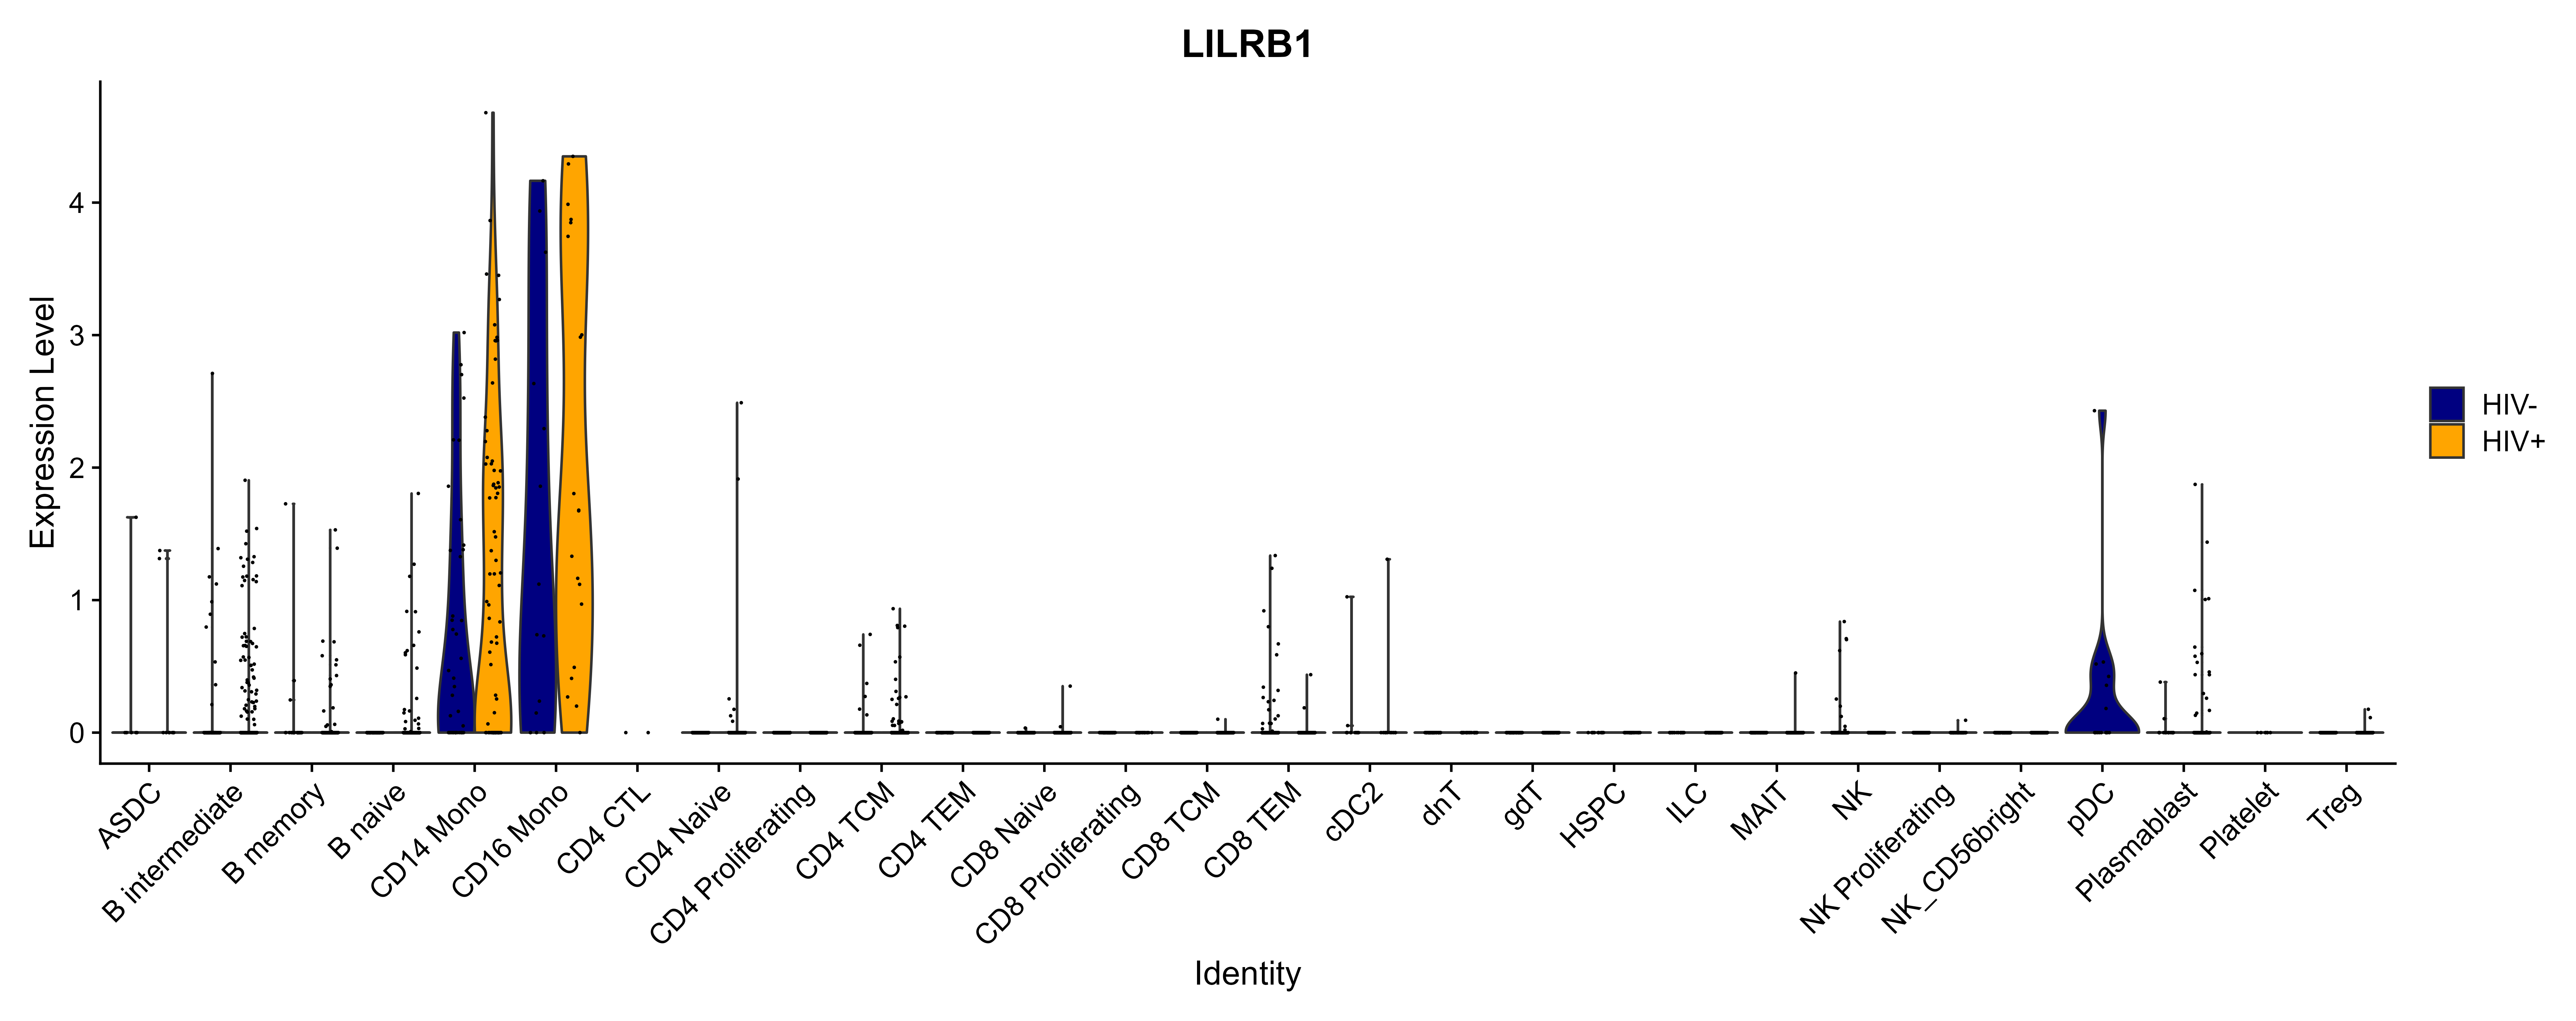 LILRB1
Expression Level
4
3
2
1
0
ASDC
B intermediate
B memory
B naive
CD14 Mono
CD16 Mono
CD4 CTL
CD4 Naive
CD4 Proliferating
CD4 TCM
CD4 TEM
CD8 Naive
CD8 Proliferating
CD8 TCM
CD8 TEM
cDC2
dnT
gdT
HSPC
ILC
MAIT
NK
NK Proliferating
NK_CD56bright
pDC
Plasmablast
Platelet
Treg
Identity
HIV-
HIV+